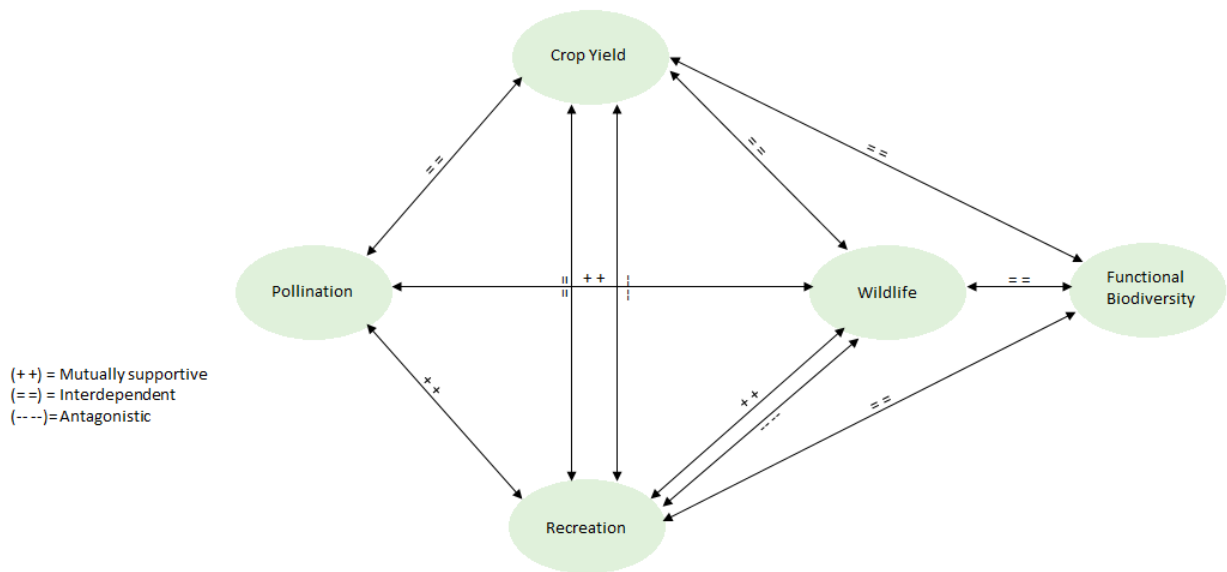 Crop Yield
= =
= =
= =
Pollination
= =
+ +
-- --
Wildlife
= =
Functional
Biodiversity
(+ +) = Mutually supportive
(= =) = Interdependent
(-- --)= Antagonistic
+ +
+ +
-- --
= =
Recreation